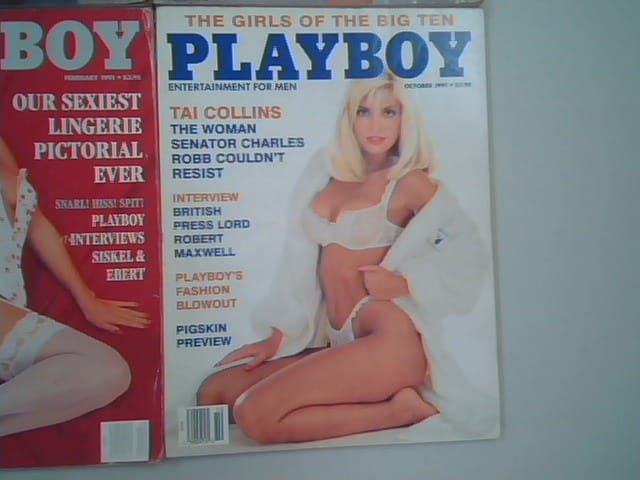 BOY
FEBRUARY 1991 • $3.95
OUR SEXIEST
LINGERIE
PICTORIAL
EVER
SNARL! HISS! SPIT!
PLAYBOY
INTERVIEWS
SISKEL &
EBERT
THE GIRLS OF THE BIG TEN
PLAYBOY
ENTERTAINMENT FOR MEN
OCTOBER 1991 • $3.95
TAI COLLINS
THE WOMAN
SENATOR CHARLES
ROBB COULDN'T
RESIST
INTERVIEW
BRITISH
PRESS LORD
ROBERT
MAXWELL
PLAYBOY'S
FASHION
BLOWOUT
PIGSKIN
PREVIEW
10